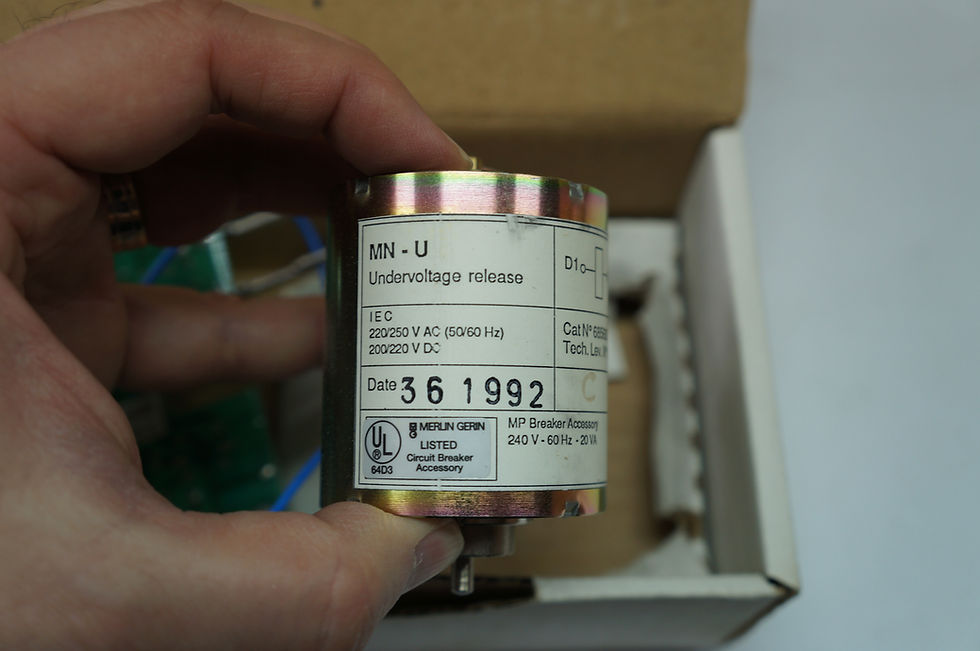 MN - U
Undervoltage release
D1
IEC
220/250 V AC (50/60 Hz)
200/220 V DC
Cat N°
Tech. Lev.
Date 36 1992
C
UL
®
64D3
MG MERLIN GERIN
LISTED
Circuit Breaker
Accessory
MP Breaker Accessory
240 V - 60 Hz - 20 VA